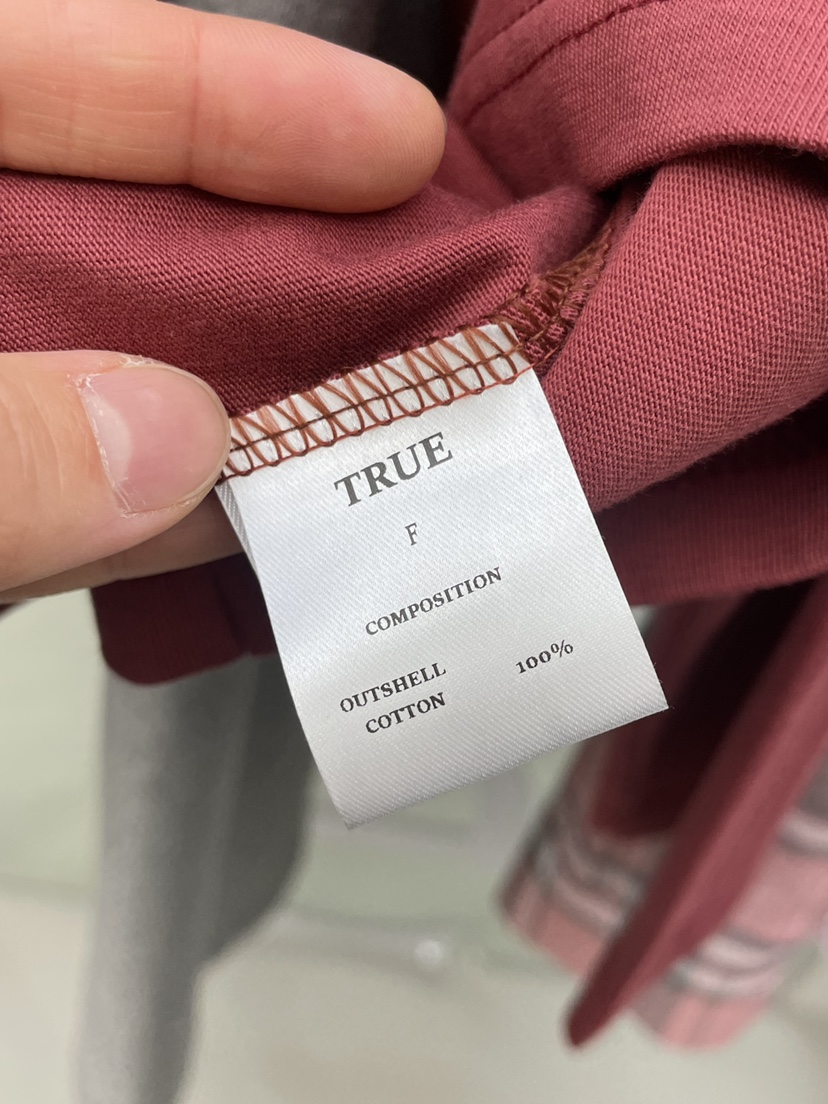 TRUE
F
COMPOSITION
OUTSHELL
COTTON 100%